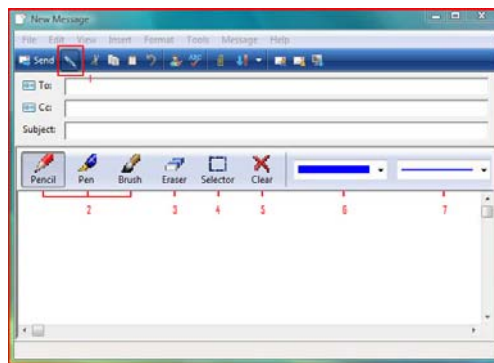 New Message
File Edit View Insert Format Tools Message Help
Send
1
To:
Cc:
Subject:
Pencil Pen Brush Eraser Selector Clear
2 3 4 5 6 7